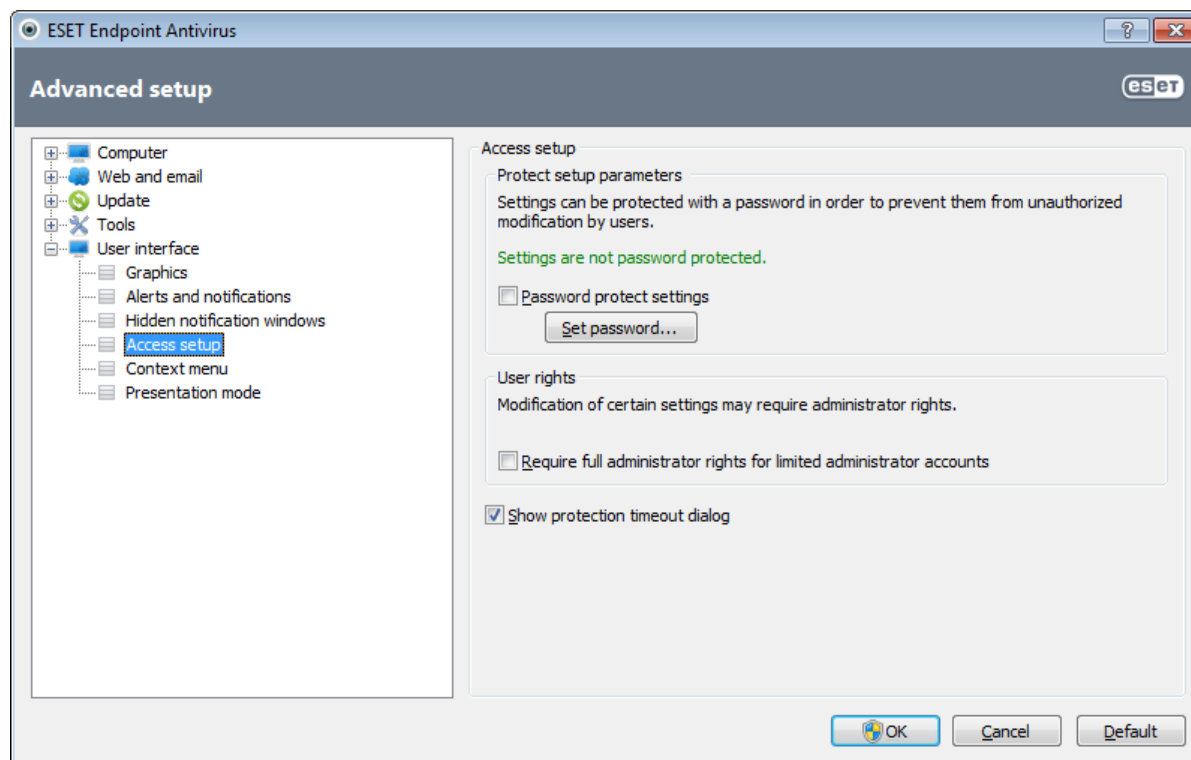 ESET Endpoint Antivirus
?
Advanced setup
eseT
Computer
Web and email
Update
Tools
User interface
Graphics
Alerts and notifications
Hidden notification windows
Access setup
Context menu
Presentation mode
Access setup
Protect setup parameters
Settings can be protected with a password in order to prevent them from unauthorized
modification by users.
Settings are not password protected.
Password protect settings
Set password...
User rights
Modification of certain settings may require administrator rights.
Require full administrator rights for limited administrator accounts
Show protection timeout dialog
OK
Cancel
Default